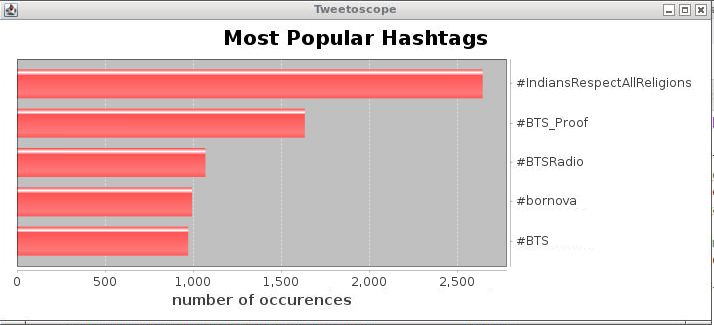 Tweetoscope
Most Popular Hashtags
#IndiansRespectAllReligions
#BTS_Proof
#BTSRadio
#bornova
#BTS
0 500 1,000 1,500 2,000 2,500
number of occurences